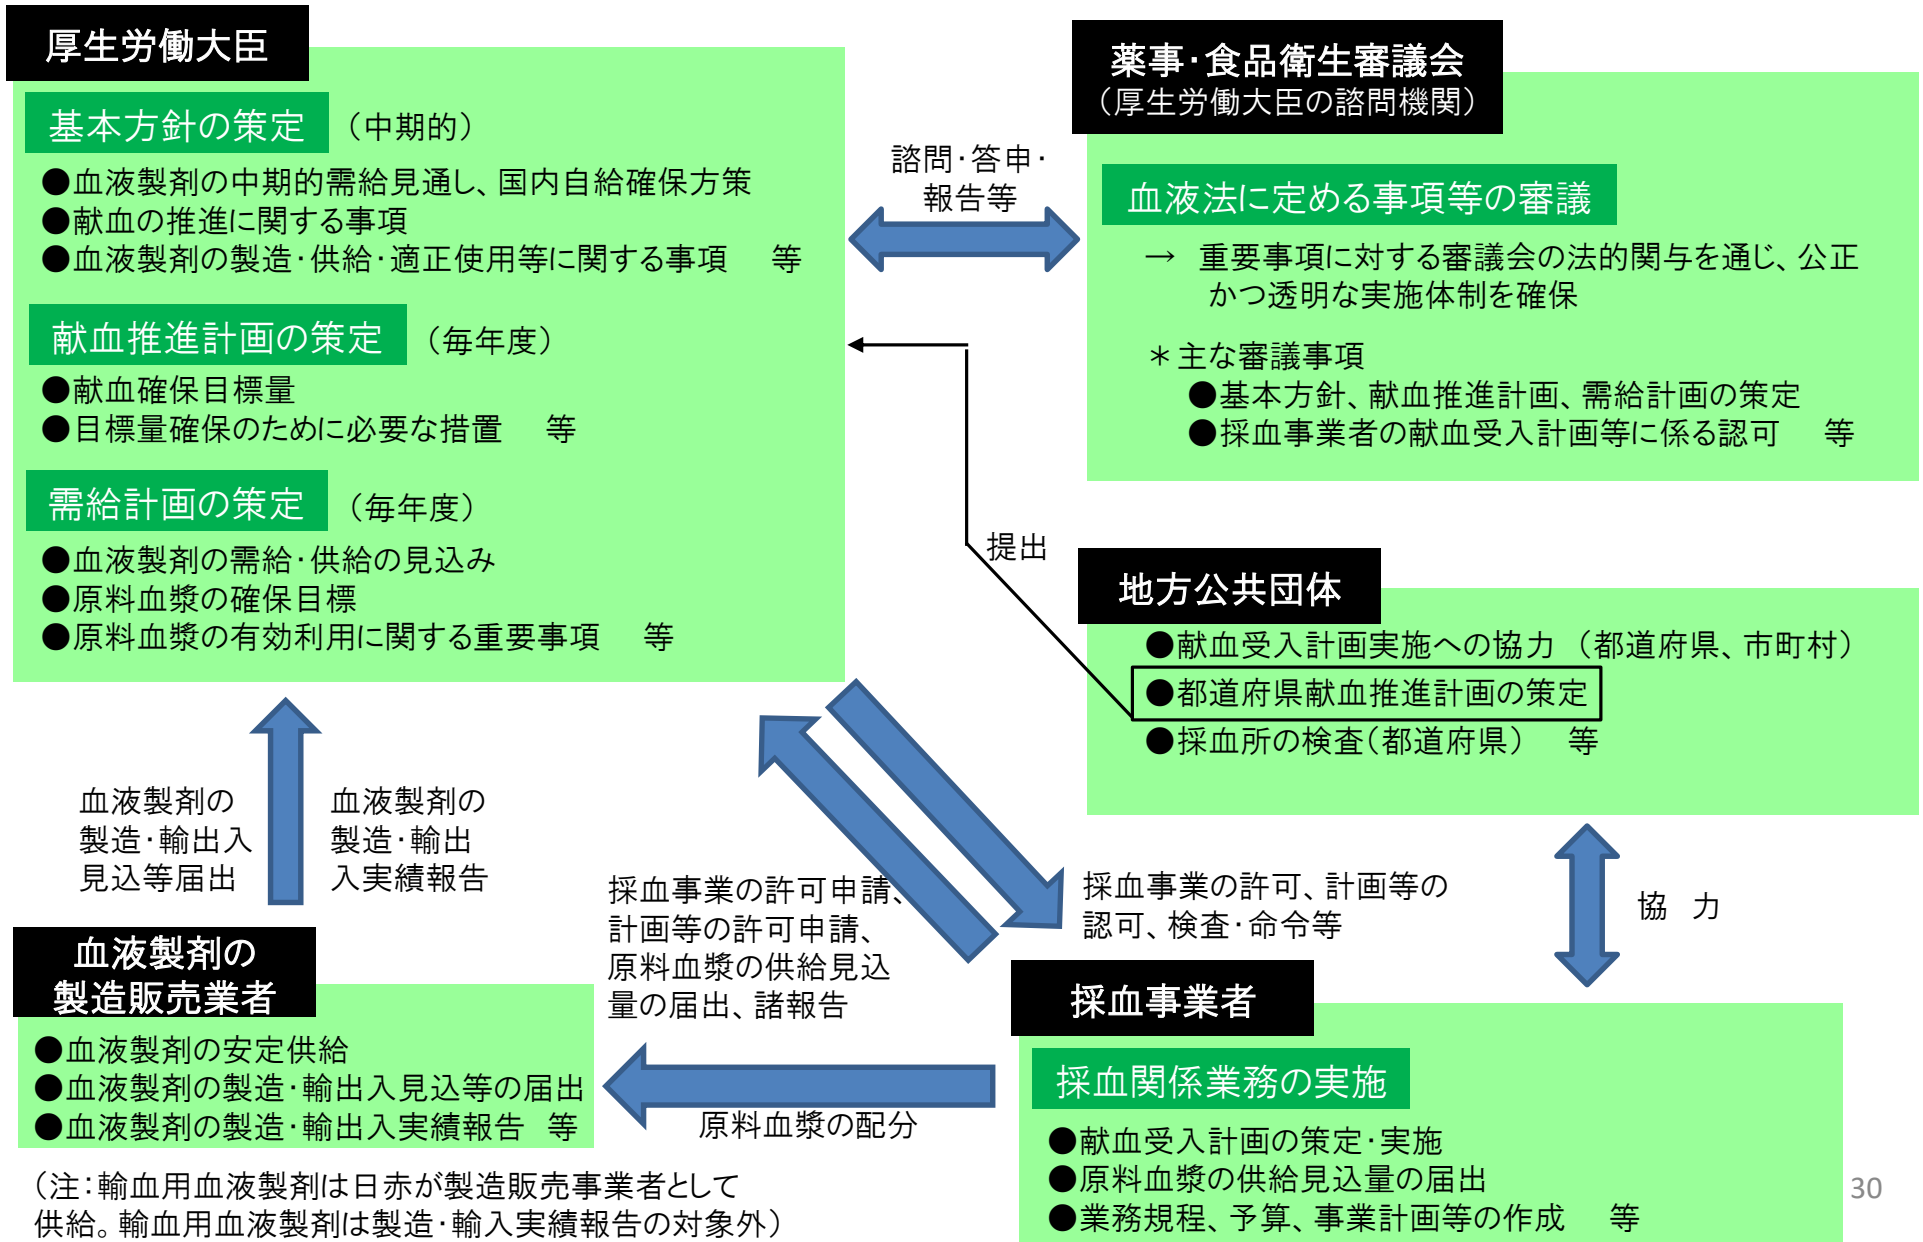 厚生労働大臣
基本方針の策定 （中期的）
●血液製剤の中期的需給見通し、国内自給確保方策
●献血の推進に関する事項
●血液製剤の製造・供給・適正使用等に関する事項　等
献血推進計画の策定 （毎年度）
●献血確保目標量
●目標量確保のために必要な措置　等
需給計画の策定 （毎年度）
●血液製剤の需給・供給の見込み
●原料血漿の確保目標
●原料血漿の有効利用に関する重要事項　等
諮問・答申・
報告等
薬事・食品衛生審議会
（厚生労働大臣の諮問機関）
血液法に定める事項等の審議
→　重要事項に対する審議会の法的関与を通じ、公正
かつ透明な実施体制を確保
＊主な審議事項
●基本方針、献血推進計画、需給計画の策定
●採血事業者の献血受入計画等に係る認可　等
提出
地方公共団体
●献血受入計画実施への協力 （都道府県、市町村）
●都道府県献血推進計画の策定
●採血所の検査（都道府県）　等
血液製剤の
製造・輸出入
見込等届出
血液製剤の
製造・輸出
入実績報告
採血事業の許可申請、
計画等の許可申請、
原料血漿の供給見込
量の届出、諸報告
採血事業の許可、計画等の
認可、検査・命令等
協　力
血液製剤の
製造販売業者
●血液製剤の安定供給
●血液製剤の製造・輸出入見込等の届出
●血液製剤の製造・輸出入実績報告　等
原料血漿の配分
採血事業者
採血関係業務の実施
●献血受入計画の策定・実施
●原料血漿の供給見込量の届出
●業務規程、予算、事業計画等の作成　等
（注：輸血用血液製剤は日赤が製造販売事業者として
供給。輸血用血液製剤は製造・輸入実績報告の対象外）
30